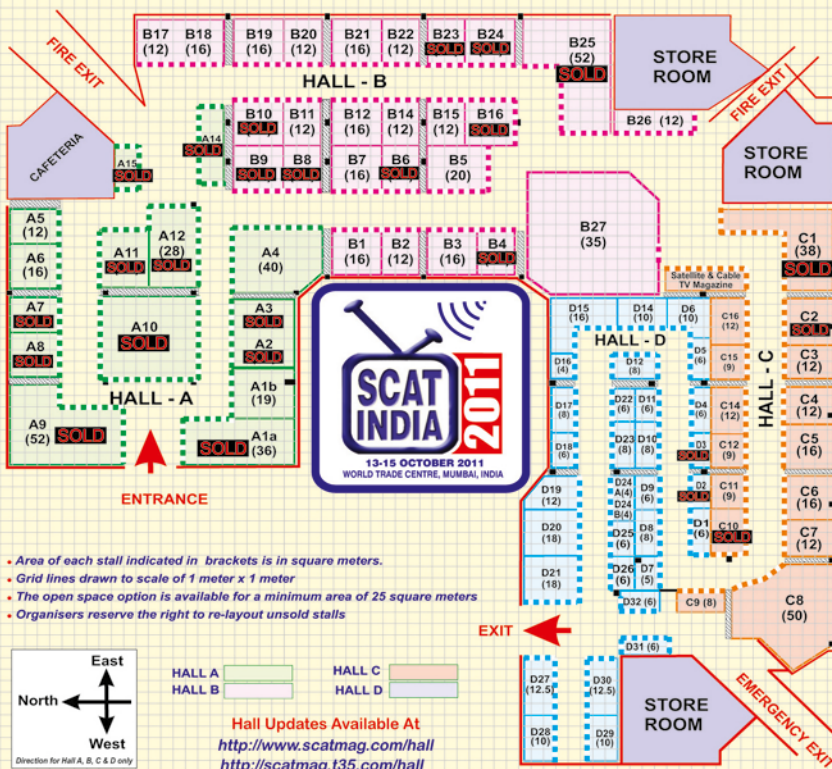 B17 B18 B19 B20 B21 B22 B23 B24 B25
(12) (16) (16) (12) (16) (12) SOLD SOLD (52)
SOLD
STORE
ROOM
FIRE EXIT
HALL - B
FIRE EXIT
B26 (12)
B10 B11 B12 B14 B15 B16
SOLD (12) (16) (12) (12) SOLD
A14
SOLD
B9 B8 B7 B6 B5
SOLD SOLD (16) SOLD (20)
CAFETERIA
A15
SOLD
STORE
ROOM
A5
(12)
A6
(16)
A7
SOLD
A8
SOLD
A9
(52) SOLD
A11
SOLD
A12
(28)
SOLD
A10
SOLD
HALL - A
A4
(40)
A3
SOLD
A2
SOLD
A1b
(19)
SOLD A1a
(36)
ENTRANCE
B1 B2 B3 B4
(16) (12) (16) SOLD
B27
(35)
SCAT
INDIA
2011
13-15 OCTOBER 2011
WORLD TRADE CENTRE, MUMBAI, INDIA
Satellite & Cable
TV Magazine
C1
(38)
SOLD
C2
SOLD
C3
(12)
C4
(12)
C5
(16)
C6
(16)
C7
(12)
C8
(50)
C9 (8)
HALL - C
C16
(12)
C15
(9)
C14
(12)
C12
(9)
C11
(9)
C10
SOLD
D15 D14 D6
(16) (10) (10)
HALL - D
D16
(4)
D12
(8)
D5
(6)
D17
(8)
D22 D11
(6) (6)
D4
(6)
D18
(6)
D23 D10
(8) (8)
D3
SOLD
D19
(12)
D24
A(4)
D24
B(4)
D9
(6)
D2
SOLD
D20
(18)
D25
(6)
D8
(8)
D1
(6)
D21
(18)
D26
(6)
D7
(5)
D32 (6)
EXIT
D31 (6)
D27
(12.5)
D30
(12.5)
D28
(10)
D29
(10)
STORE
ROOM
EMERGENCY EXIT
• Area of each stall indicated in brackets is in square meters.
• Grid lines drawn to scale of 1 meter x 1 meter
• The open space option is available for a minimum area of 25 square meters
• Organisers reserve the right to re-layout unsold stalls
East
North
West
Direction for Hall A, B, C & D only
HALL A
HALL B
HALL C
HALL D
Hall Updates Available At
http://www.scatmag.com/hall
http://scatmag.t35.com/hall